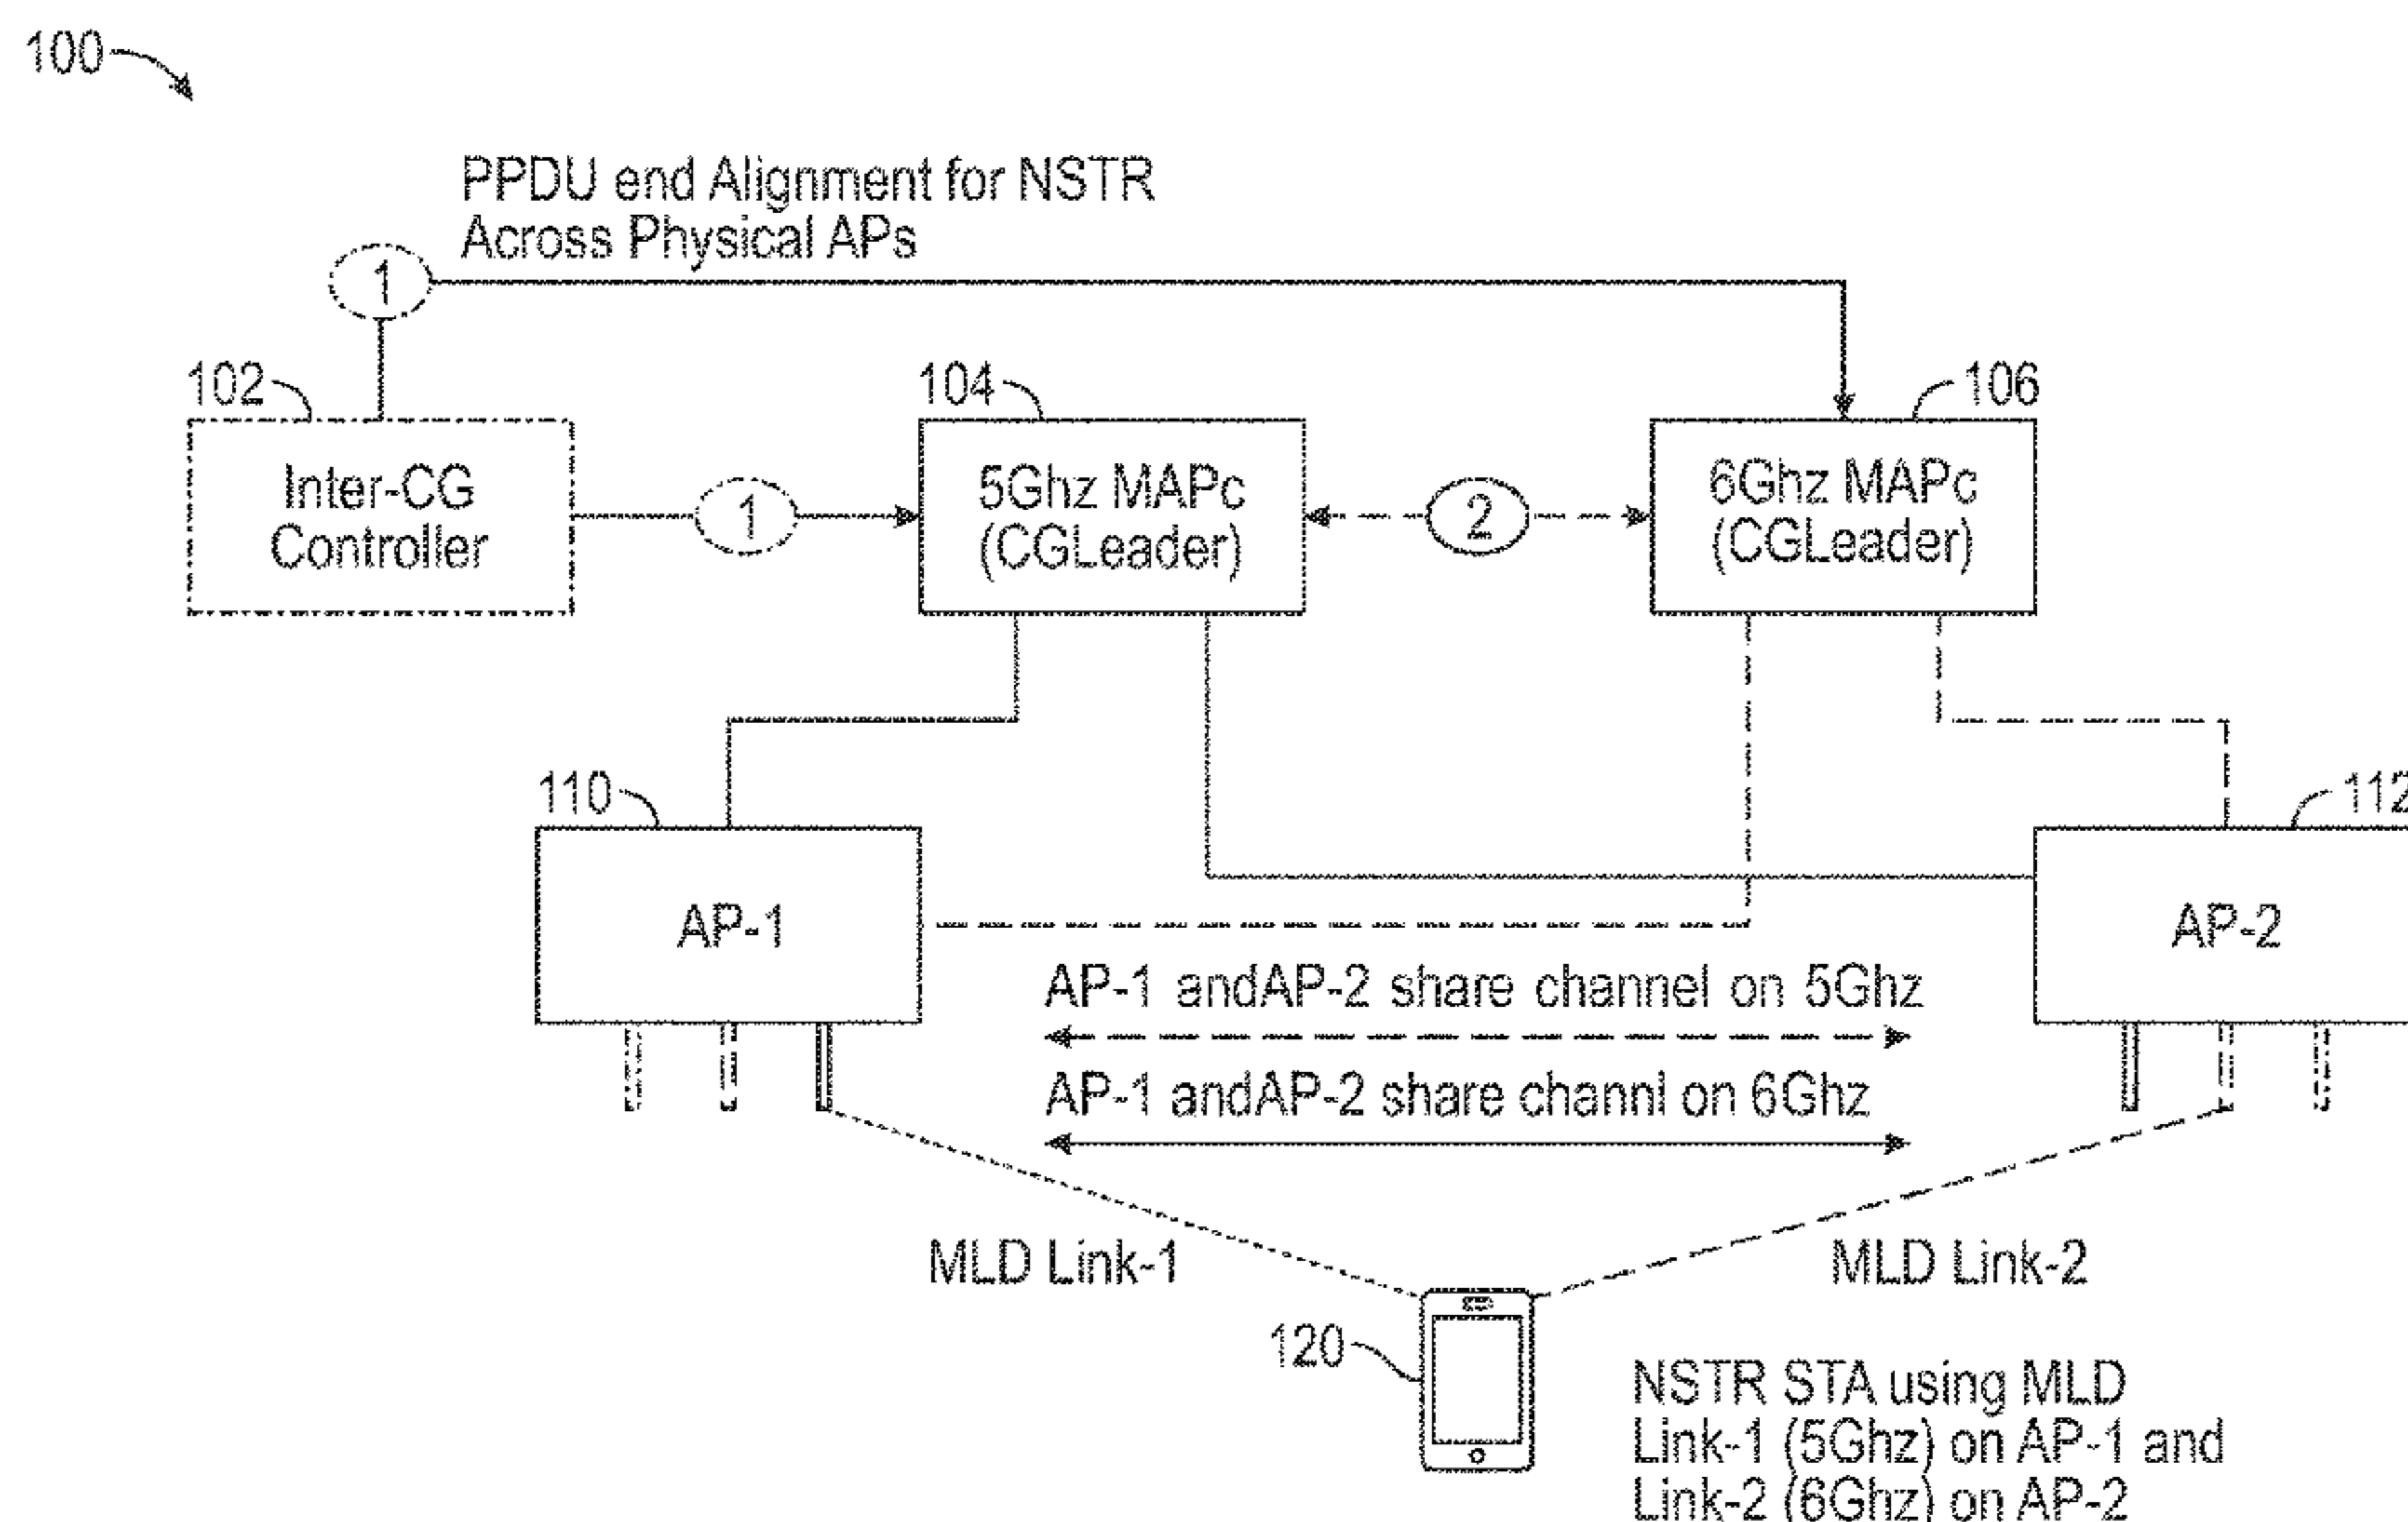 100
PPDU end Alignment for NSTR
Across Physical APs
1
102
104
106
Inter-CG
Controller
1
5Ghz MAPc
(CGLeader)
2
6Ghz MAPc
(CGLeader)
110
112
AP-1
AP-2
AP-1 andAP-2 share channel on 5Ghz
AP-1 andAP-2 share channl on 6Ghz
MLD Link-1
MLD Link-2
120
NSTR STA using MLD
Link-1 (5Ghz) on AP-1 and
Link-2 (6Ghz) on AP-2